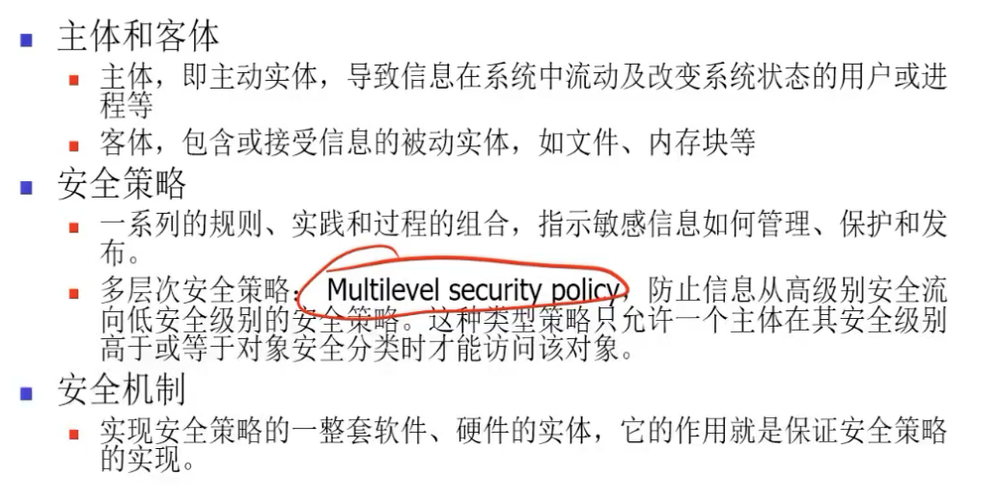 主体和客体
主体，即主动实体，导致信息在系统中流动及改变系统状态的用户或进
程等
客体，包含或接受信息的被动实体，如文件、内存块等
安全策略
一系列的规则、实践和过程的组合，指示敏感信息如何管理、保护和发
布。
多层次安全策略：Multilevel security policy，防止信息从高级别安全流
向低安全级别的安全策略。这种类型策略只允许一个主体在其安全级别
高于或等于对象安全分类时才能访问该对象。
安全机制
实现安全策略的一整套软件、硬件的实体，它的作用就是保证安全策略
的实现。